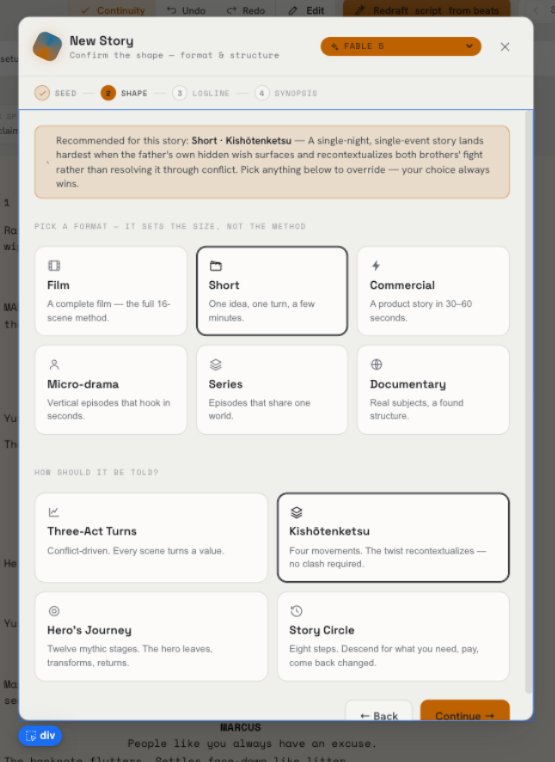 Continuity Undo Redo Edit Redraft script from beats
New Story
Confirm the shape — format & structure
FABLE 5
SEED 2 SHAPE 3 LOGLINE 4 SYNOPSIS
Recommended for this story: Short · Kishōtenketsu — A single-night, single-event story lands
hardest when the father's own hidden wish surfaces and recontextualizes both brothers' fight
rather than resolving it through conflict. Pick anything below to override — your choice always
wins.
PICK A FORMAT — IT SETS THE SIZE, NOT THE METHOD
Film
A complete film — the full 16-
scene method.
Short
One idea, one turn, a few
minutes.
Commercial
A product story in 30–60
seconds.
Micro-drama
Vertical episodes that hook in
seconds.
Series
Episodes that share one
world.
Documentary
Real subjects, a found
structure.
HOW SHOULD IT BE TOLD?
Three-Act Turns
Conflict-driven. Every scene turns a value.
Kishōtenketsu
Four movements. The twist recontextualizes —
no clash required.
Hero's Journey
Twelve mythic stages. The hero leaves,
transforms, returns.
Story Circle
Eight steps. Descend for what you need, pay,
come back changed.
← Back
Continue →
div
MARCUS
People like you always have an excuse.